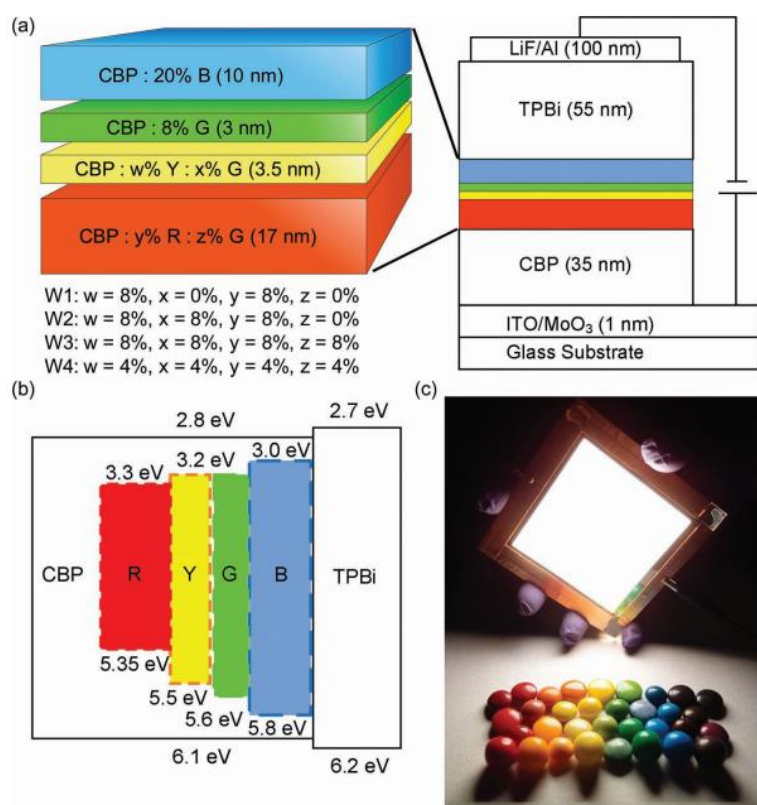 (a)
CBP : 20% B (10 nm)
CBP : 8% G (3 nm)
CBP : w% Y : x% G (3.5 nm)
CBP : y% R : z% G (17 nm)
W1: w = 8%, x = 0%, y = 8%, z = 0%
W2: w = 8%, x = 8%, y = 8%, z = 0%
W3: w = 8%, x = 8%, y = 8%, z = 8%
W4: w = 4%, x = 4%, y = 4%, z = 4%
LiF/Al (100 nm)
TPBi (55 nm)
CBP (35 nm)
ITO/MoO₃ (1 nm)
Glass Substrate
(b)
2.8 eV
2.7 eV
3.3 eV
3.2 eV
3.0 eV
CBP
R
Y
G
B
TPBi
5.35 eV
5.5 eV
5.6 eV
5.8 eV
6.1 eV
6.2 eV
(c)